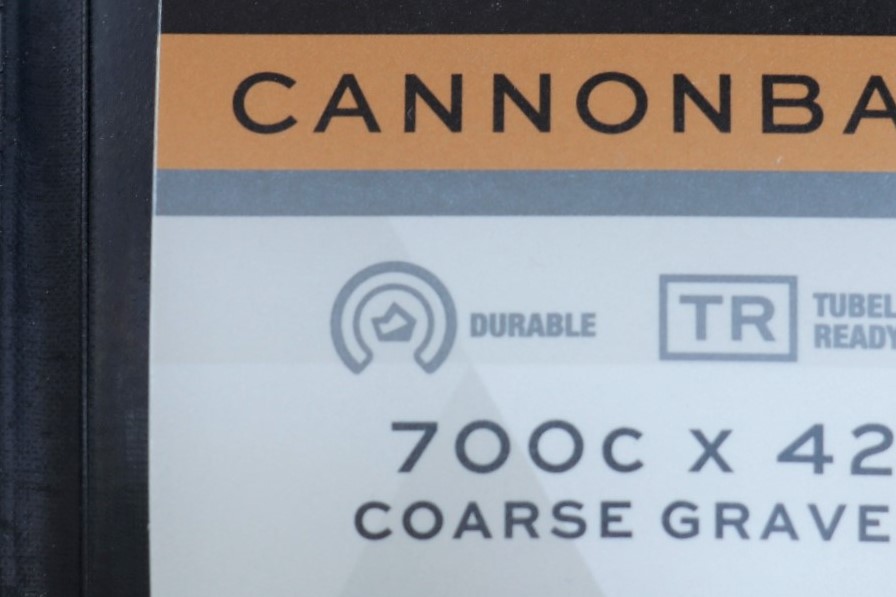 CANNONBA
DURABLE
TR
TUBEL
READY
700C X 42
COARSE GRAVE